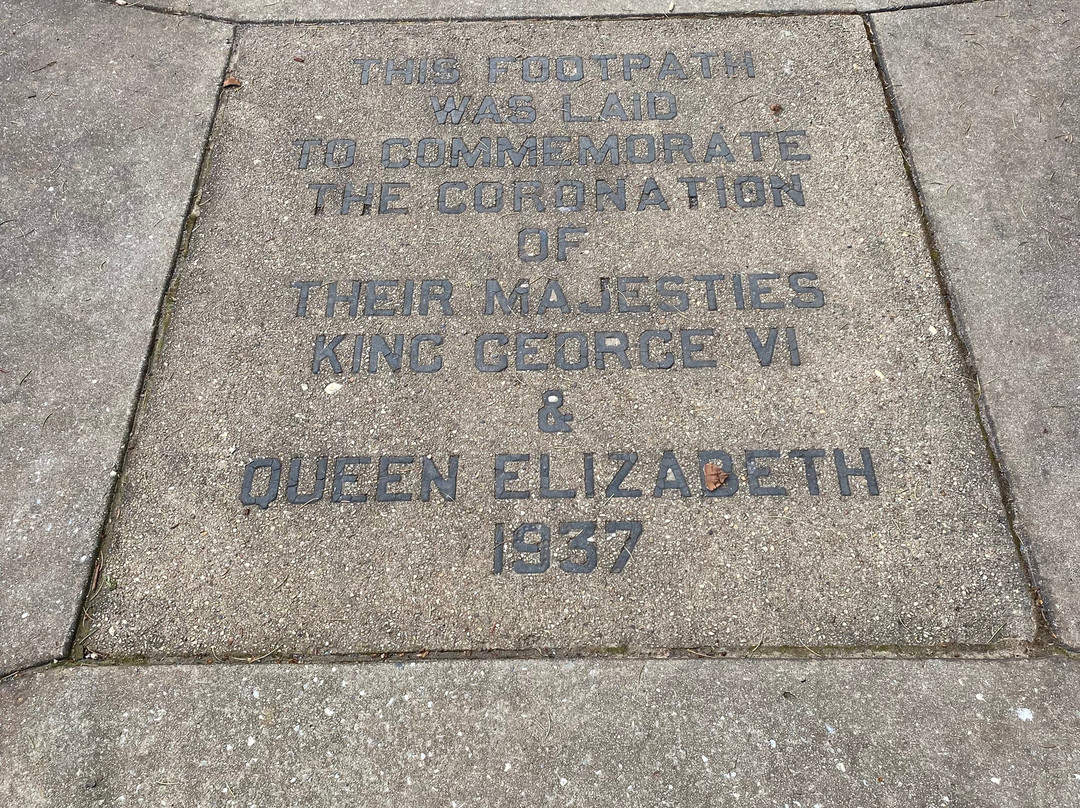 THIS FOOTPATH
WAS LAID
TO COMMEMORATE
THE CORONATION
OF
THEIR MAJESTIES
KING GEORGE VI
&
QUEEN ELIZABETH
1937